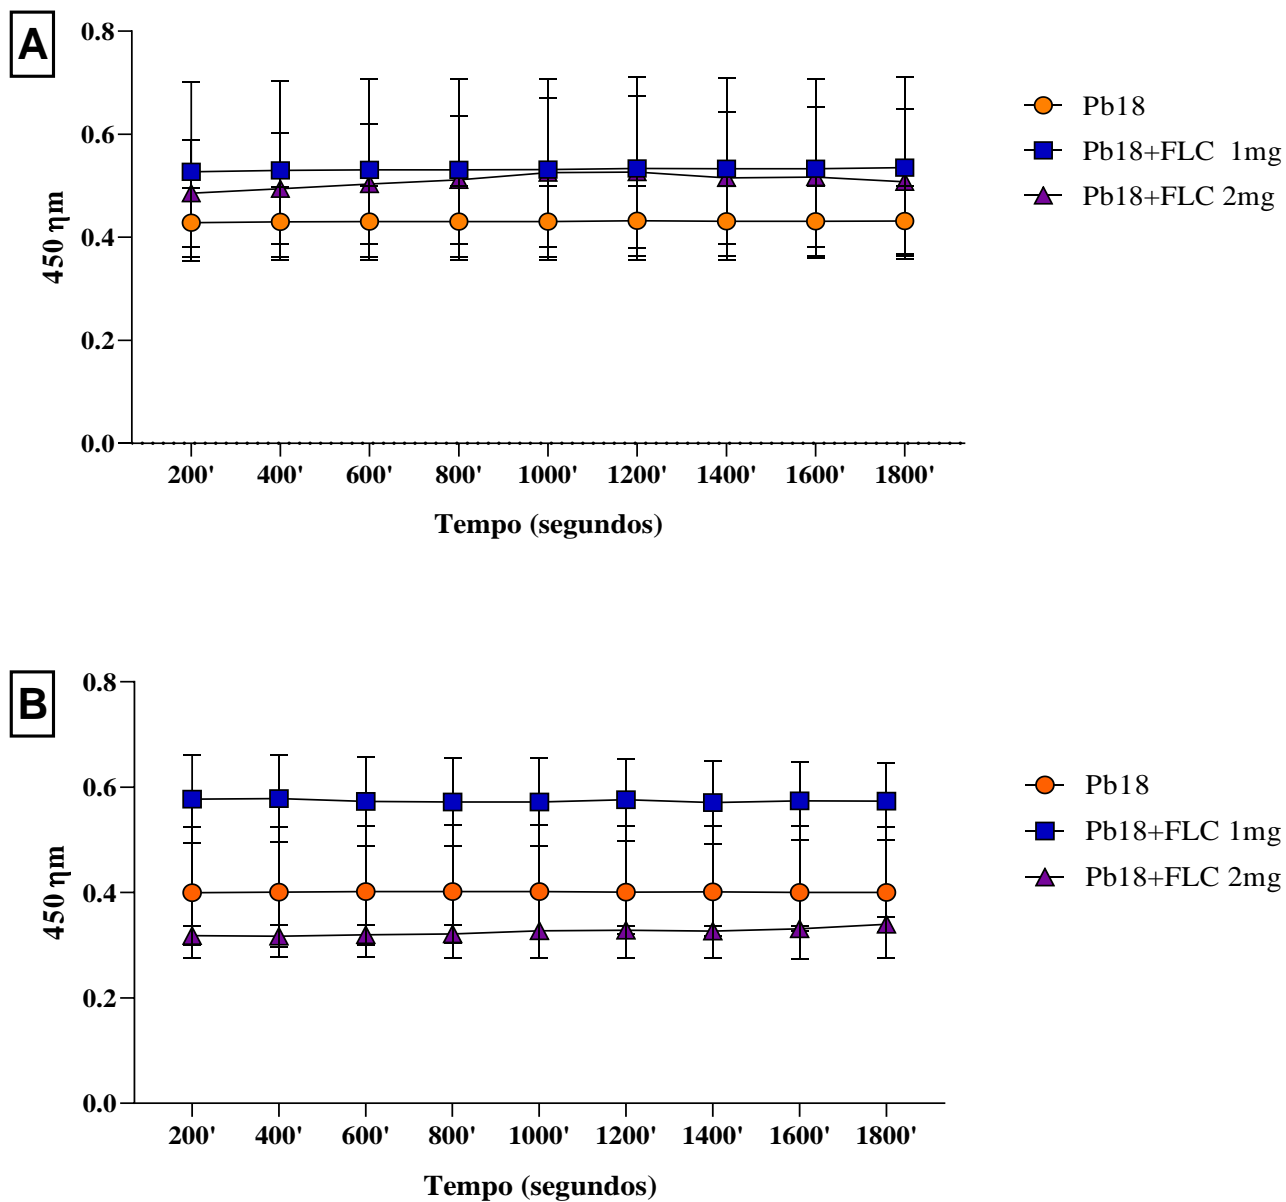 A
0.8
0.6
0.4
0.2
0.0
450 ηm
200' 400' 600' 800' 1000' 1200' 1400' 1600' 1800'
Tempo (segundos)
Pb18
Pb18+FLC 1mg
Pb18+FLC 2mg
B
0.8
0.6
0.4
0.2
0.0
450 ηm
200' 400' 600' 800' 1000' 1200' 1400' 1600' 1800'
Tempo (segundos)
Pb18
Pb18+FLC 1mg
Pb18+FLC 2mg